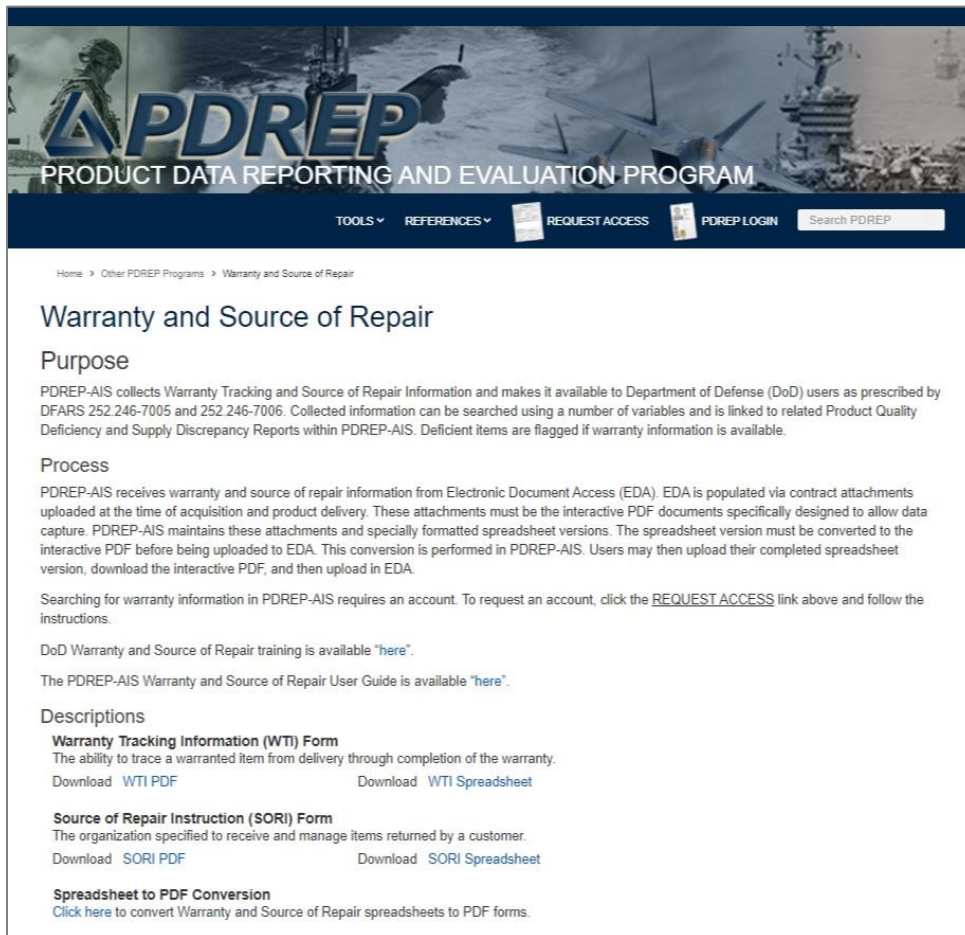 PDREP
PRODUCT DATA REPORTING AND EVALUATION PROGRAM
TOOLS REFERENCES REQUEST ACCESS PDREP LOGIN Search PDREP
Home > Other PDREP Programs > Warranty and Source of Repair
Warranty and Source of Repair
Purpose
PDREP-AIS collects Warranty Tracking and Source of Repair Information and makes it available to Department of Defense (DoD) users as prescribed by
DFARS 252.246-7005 and 252.246-7006. Collected information can be searched using a number of variables and is linked to related Product Quality
Deficiency and Supply Discrepancy Reports within PDREP-AIS. Deficient items are flagged if warranty information is available.
Process
PDREP-AIS receives warranty and source of repair information from Electronic Document Access (EDA). EDA is populated via contract attachments
uploaded at the time of acquisition and product delivery. These attachments must be the interactive PDF documents specifically designed to allow data
capture. PDREP-AIS maintains these attachments and specially formatted spreadsheet versions. The spreadsheet version must be converted to the
interactive PDF before being uploaded to EDA. This conversion is performed in PDREP-AIS. Users may then upload their completed spreadsheet
version, download the interactive PDF, and then upload in EDA.
Searching for warranty information in PDREP-AIS requires an account. To request an account, click the REQUEST ACCESS link above and follow the
instructions.
DoD Warranty and Source of Repair training is available “here”.
The PDREP-AIS Warranty and Source of Repair User Guide is available “here”.
Descriptions
Warranty Tracking Information (WTI) Form
The ability to trace a warranted item from delivery through completion of the warranty.
Download WTI PDF Download WTI Spreadsheet
Source of Repair Instruction (SORI) Form
The organization specified to receive and manage items returned by a customer.
Download SORI PDF Download SORI Spreadsheet
Spreadsheet to PDF Conversion
Click here to convert Warranty and Source of Repair spreadsheets to PDF forms.